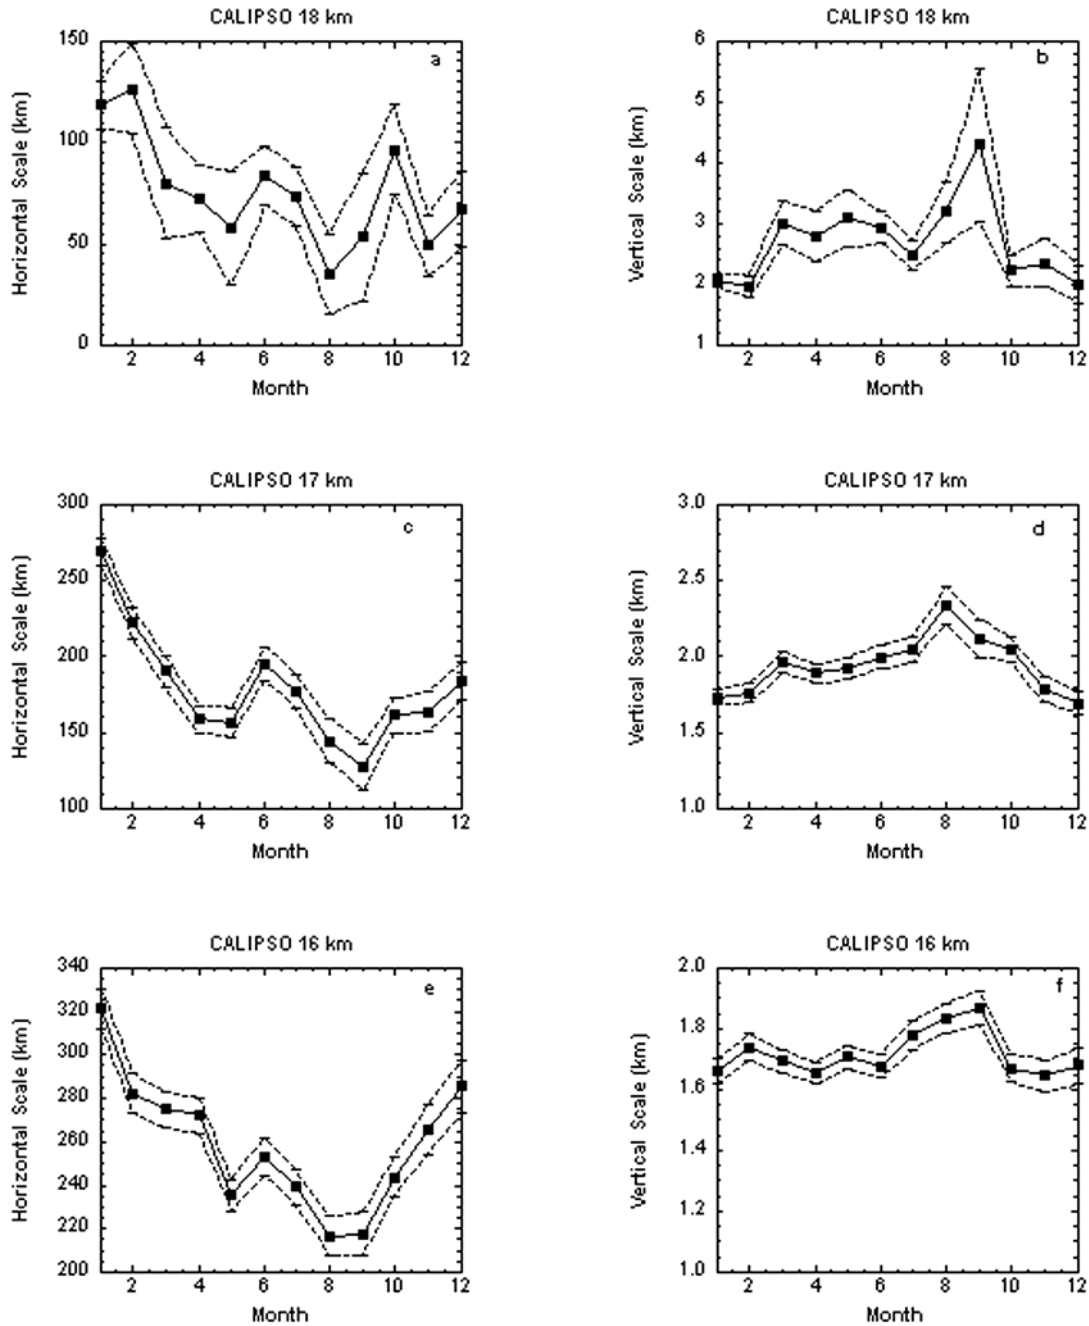 CALIPSO 18 km
a
150
100
50
0
Horizontal Scale (km)
2 4 6 8 10 12
Month
CALIPSO 18 km
b
6
5
4
3
2
1
Vertical Scale (km)
2 4 6 8 10 12
Month
CALIPSO 17 km
c
300
250
200
150
100
Horizontal Scale (km)
2 4 6 8 10 12
Month
CALIPSO 17 km
d
3.0
2.5
2.0
1.5
1.0
Vertical Scale (km)
2 4 6 8 10 12
Month
CALIPSO 16 km
e
340
320
300
280
260
240
220
200
Horizontal Scale (km)
2 4 6 8 10 12
Month
CALIPSO 16 km
f
2.0
1.8
1.6
1.4
1.2
1.0
Vertical Scale (km)
2 4 6 8 10 12
Month